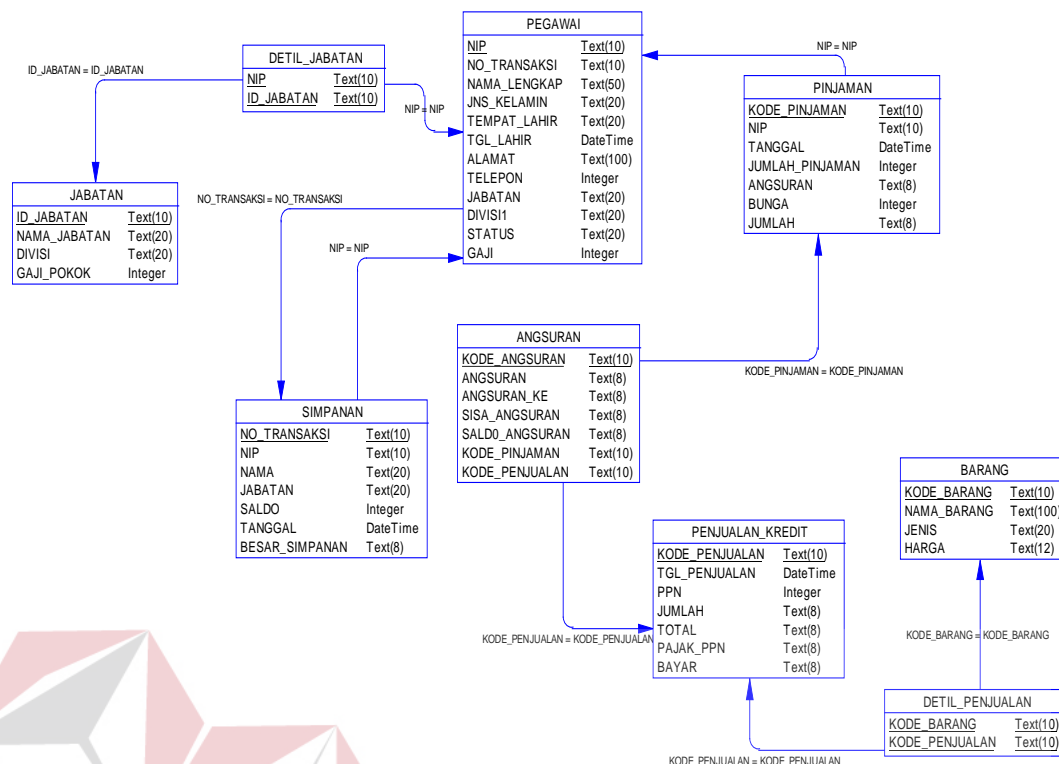 PEGAWAI
NIP Text(10)
NO_TRANSAKSI Text(10)
NAMA_LENGKAP Text(50)
JNS_KELAMIN Text(20)
TEMPAT_LAHIR Text(20)
TGL_LAHIR DateTime
ALAMAT Text(100)
TELEPON Integer
JABATAN Text(20)
DIVISI1 Text(20)
STATUS Text(20)
GAJI Integer
DETIL_JABATAN
NIP Text(10)
ID_JABATAN Text(10)
ID_JABATAN = ID_JABATAN
NIP = NIP
NIP = NIP
PINJAMAN
KODE_PINJAMAN Text(10)
NIP Text(10)
TANGGAL DateTime
JUMLAH_PINJAMAN Integer
ANGSURAN Text(8)
BUNGA Integer
JUMLAH Text(8)
JABATAN
ID_JABATAN Text(10)
NAMA_JABATAN Text(20)
DIVISI Text(20)
GAJI_POKOK Integer
NO_TRANSAKSI = NO_TRANSAKSI
NIP = NIP
ANGSURAN
KODE_ANGSURAN Text(10)
ANGSURAN Text(8)
ANGSURAN_KE Text(8)
SISA_ANGSURAN Text(8)
SALD0_ANGSURAN Text(8)
KODE_PINJAMAN Text(10)
KODE_PENJUALAN Text(10)
KODE_PINJAMAN = KODE_PINJAMAN
SIMPANAN
NO_TRANSAKSI Text(10)
NIP Text(10)
NAMA Text(20)
JABATAN Text(20)
SALDO Integer
TANGGAL DateTime
BESAR_SIMPANAN Text(8)
BARANG
KODE_BARANG Text(10)
NAMA_BARANG Text(100)
JENIS Text(20)
HARGA Text(12)
PENJUALAN_KREDIT
KODE_PENJUALAN Text(10)
TGL_PENJUALAN DateTime
PPN Integer
JUMLAH Text(8)
TOTAL Text(8)
PAJAK_PPN Text(8)
BAYAR Text(8)
KODE_PENJUALAN = KODE_PENJUALAN
KODE_BARANG = KODE_BARANG
DETIL_PENJUALAN
KODE_BARANG Text(10)
KODE_PENJUALAN Text(10)
KODE_PENJUALAN = KODE_PENJUALAN